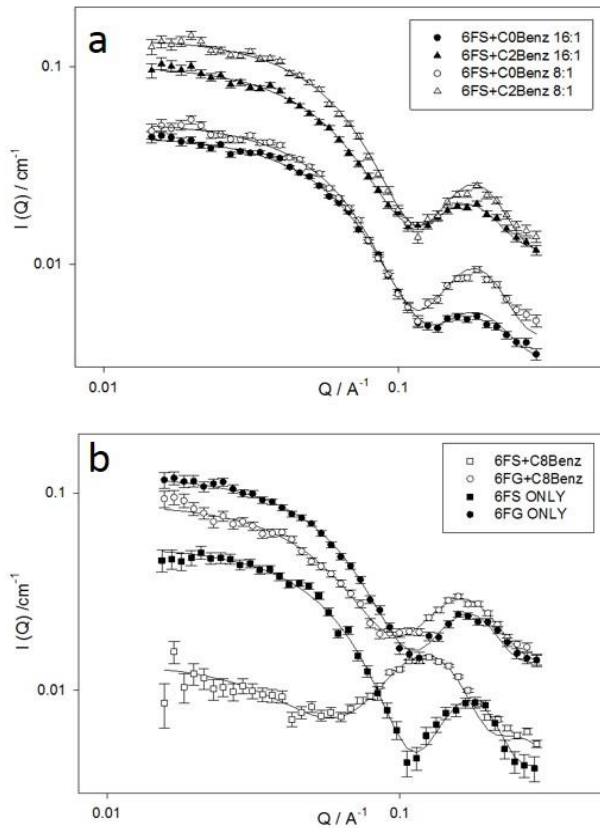 a
6FS+C0Benz 16:1
6FS+C2Benz 16:1
6FS+C0Benz 8:1
6FS+C2Benz 8:1
0.1
0.01
I (Q) / cm-1
0.01
0.1
Q / A-1
b
6FS+C8Benz
6FG+C8Benz
6FS ONLY
6FG ONLY
0.1
0.01
I (Q) /cm-1
0.01
0.1
Q / A-1